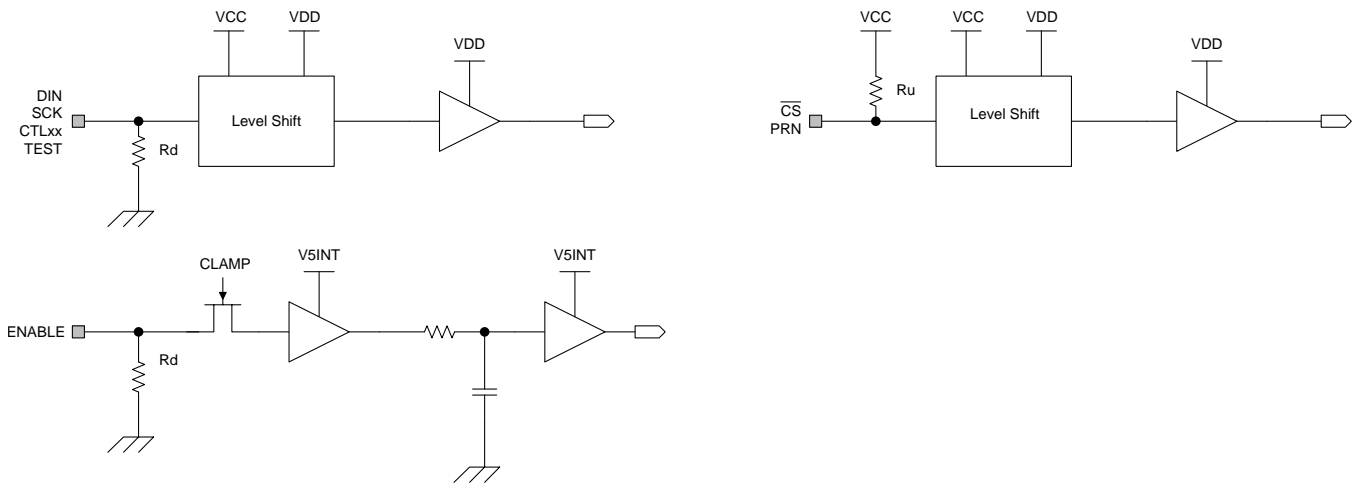 VCC VDD
VDD
DIN
SCK
CTLxx
TEST
Level Shift
Rd
VCC VCC VDD
VDD
Ru
C̅S̅
PRN
Level Shift
CLAMP
V5INT
V5INT
ENABLE
Rd